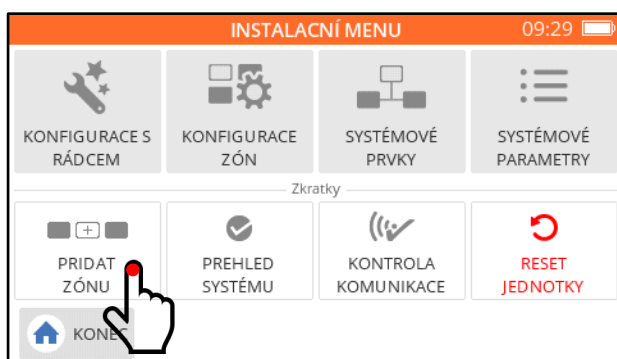 INSTALACNÍ MENU 09:29
KONFIGURACE S
RÁDCEM
KONFIGURACE
ZÓN
SYSTÉMOVÉ
PRVKY
SYSTÉMOVÉ
PARAMETRY
Zkratky
PRIDAT
ZÓNU
PREHLED
SYSTÉMU
KONTROLA
KOMUNIKACE
RESET
JEDNOTKY
KONEC